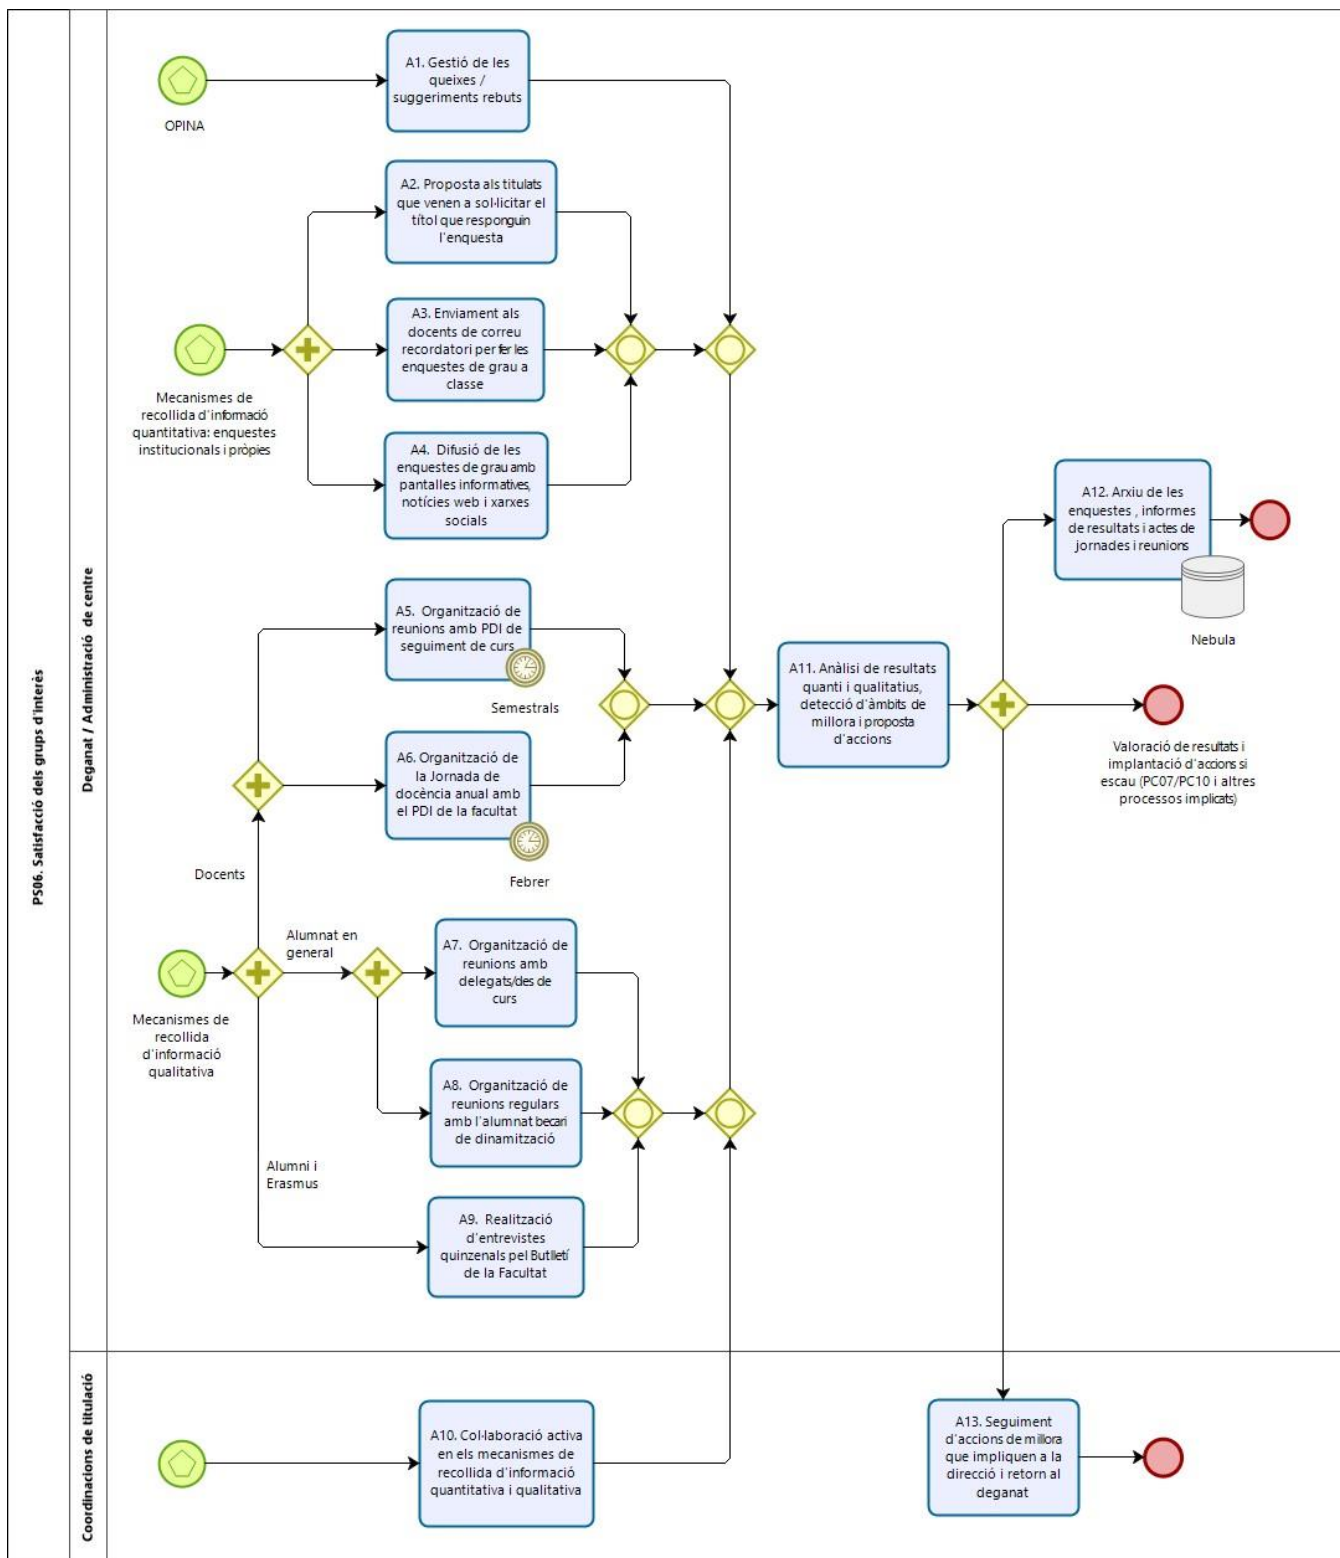 PS06. Satisfacció dels grups d'interès
Deganat / Administració de centre
A1. Gestió de les
queixes /
suggeriments rebuts
OPINA
A2. Proposta als titulats
que venen a sol·licitar el
títol que responguin
l'enquesta
A3. Enviament als
docents de correu
recordatori per fer les
enquestes de grau a
classe
Mecanismes de
recollida d'informació
quantitativa: enquestes
institucionals i pròpies
A4. Difusió de les
enquestes de grau amb
pantalles informatives,
notícies web i xarxes
socials
A12. Arxiu de les
enquestes , informes
de resultats i actes de
jornades i reunions
Nebula
A5. Organització de
reunions amb PDI de
seguiment de curs
Semestrals
A11. Anàlisi de resultats
quanti i qualitatius,
detecció d'àmbits de
millora i proposta
d'accions
Valoració de resultats i
implantació d'accions si
escau (PC07/PC10 i altres
processos implicats)
A6. Organització de
la Jornada de
docència anual amb
el PDI de la facultat
Febrer
Docents
Alumnat en
general
A7. Organització de
reunions amb
delegats/des de
curs
Mecanismes de
recollida
d'informació
qualitativa
A8. Organització de
reunions regulars
amb l'alumnat becari
de dinamització
Alumni i
Erasmus
A9. Realització
d'entrevistes
quinzenals pel Butlletí
de la Facultat
Coordinacions de titulació
A10. Col·laboració activa
en els mecanismes de
recollida d'informació
quantitativa i qualitativa
A13. Seguiment
d'accions de millora
que impliquen a la
direcció i retorn al
deganat